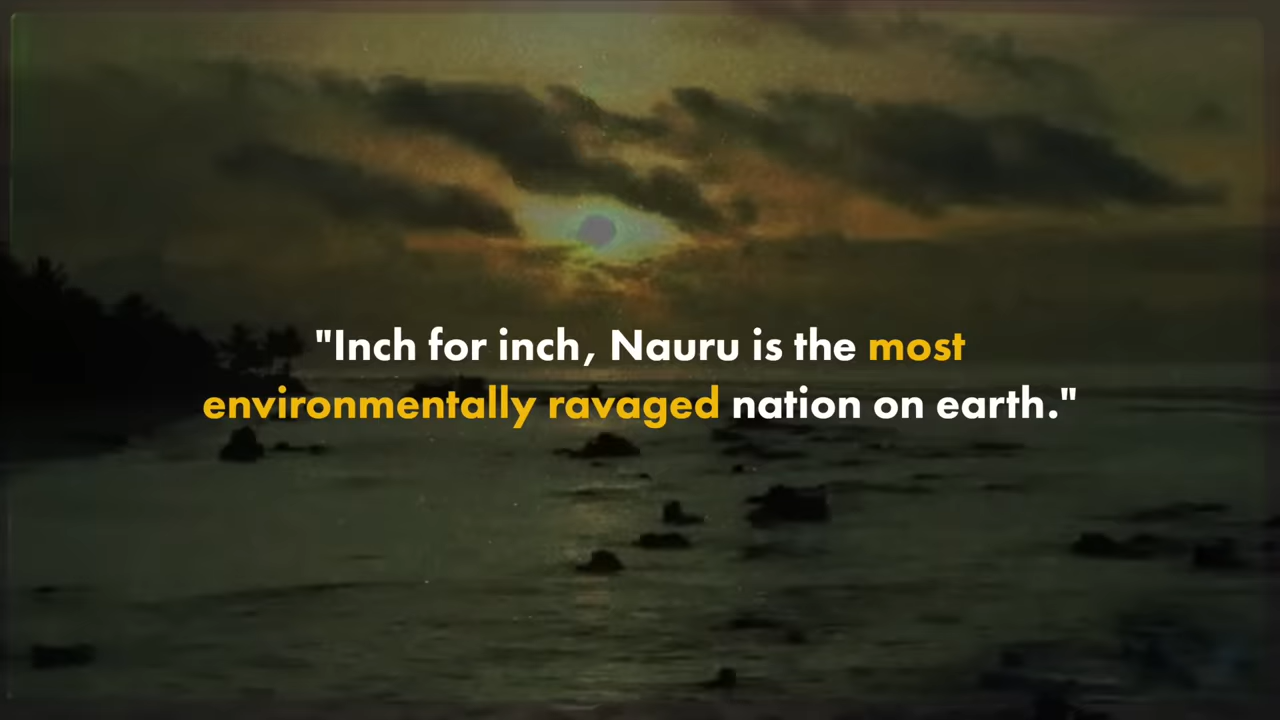 "Inch for inch, Nauru is the most
environmentally ravaged nation on earth."